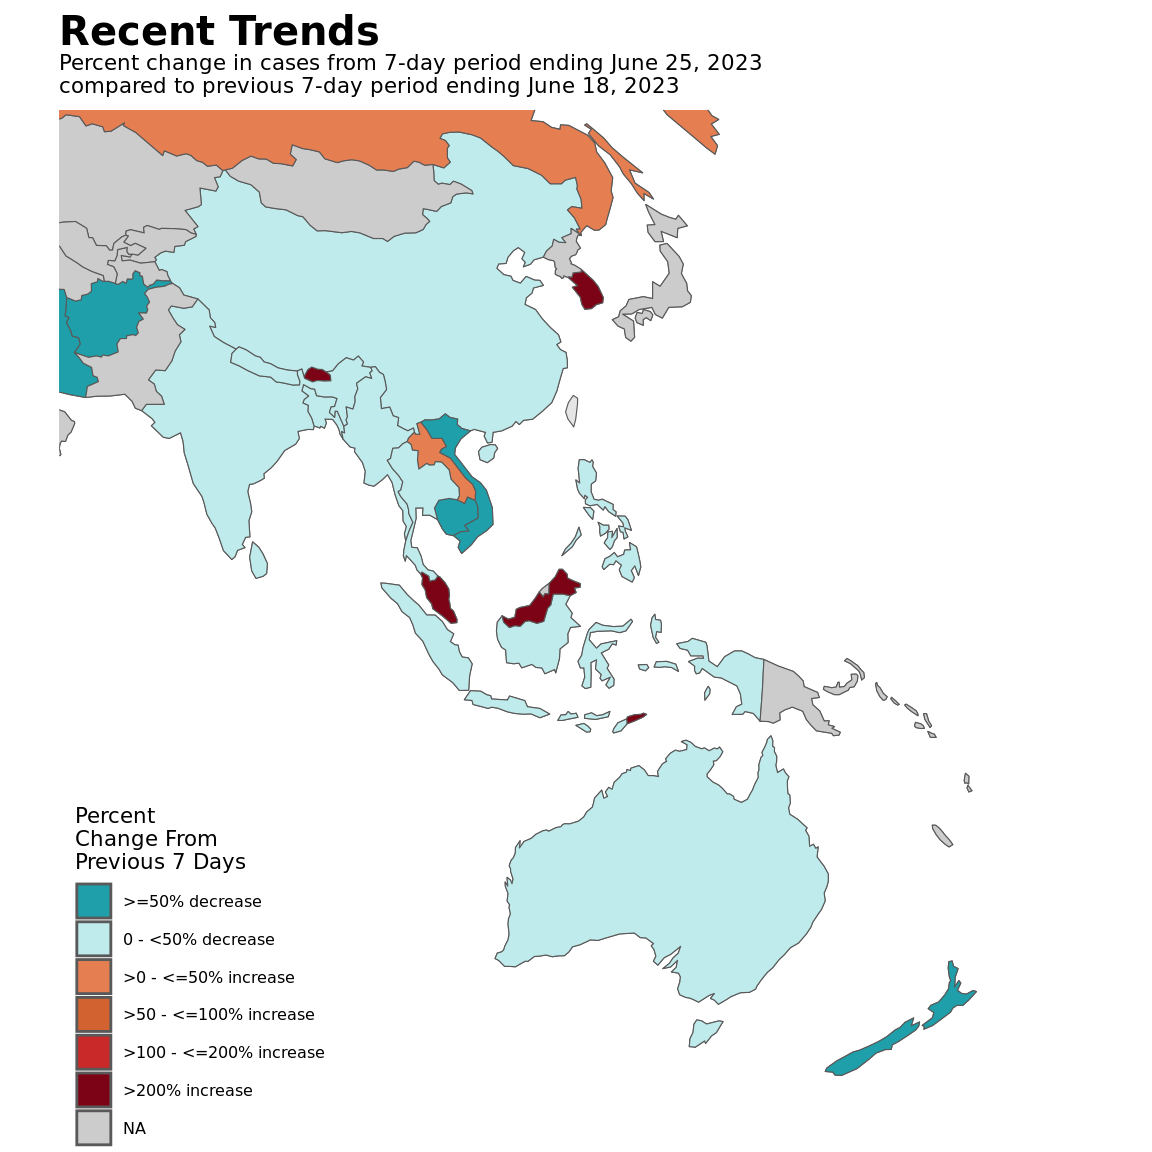 Recent Trends
Percent change in cases from 7-day period ending June 25, 2023
compared to previous 7-day period ending June 18, 2023
Percent
Change From
Previous 7 Days
>=50% decrease
0 - <50% decrease
>0 - <=50% increase
>50 - <=100% increase
>100 - <=200% increase
>200% increase
NA